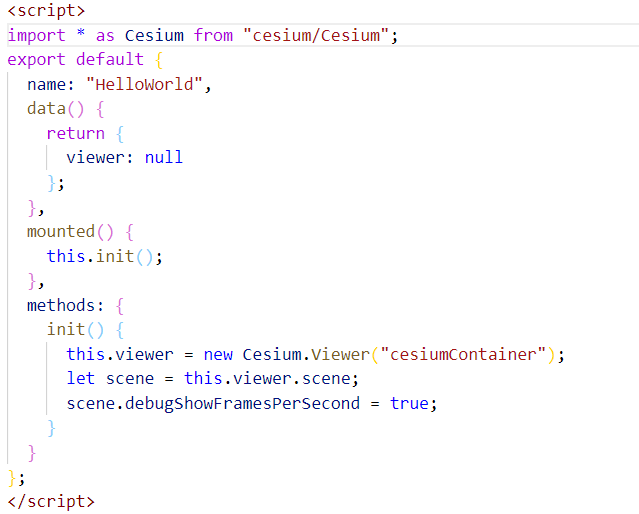 <script>
import * as Cesium from "cesium/Cesium";
export default {
  name: "HelloWorld",
  data() {
    return {
      viewer: null
    };
  },
  mounted() {
    this.init();
  },
  methods: {
    init() {
      this.viewer = new Cesium.Viewer("cesiumContainer");
      let scene = this.viewer.scene;
      scene.debugShowFramesPerSecond = true;
    }
  }
};
</script>